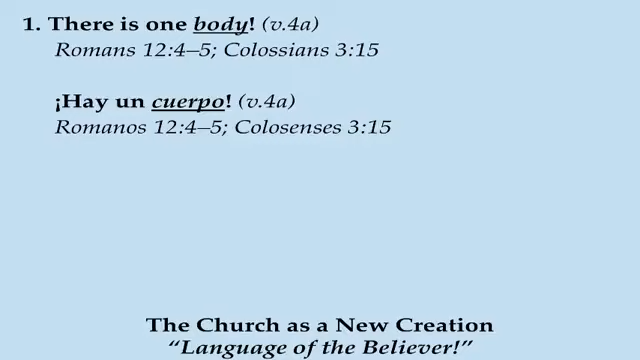 1. There is one body! (v.4a)
Romans 12:4–5; Colossians 3:15
¡Hay un cuerpo! (v.4a)
Romanos 12:4–5; Colosenses 3:15
The Church as a New Creation
“Language of the Believer!”